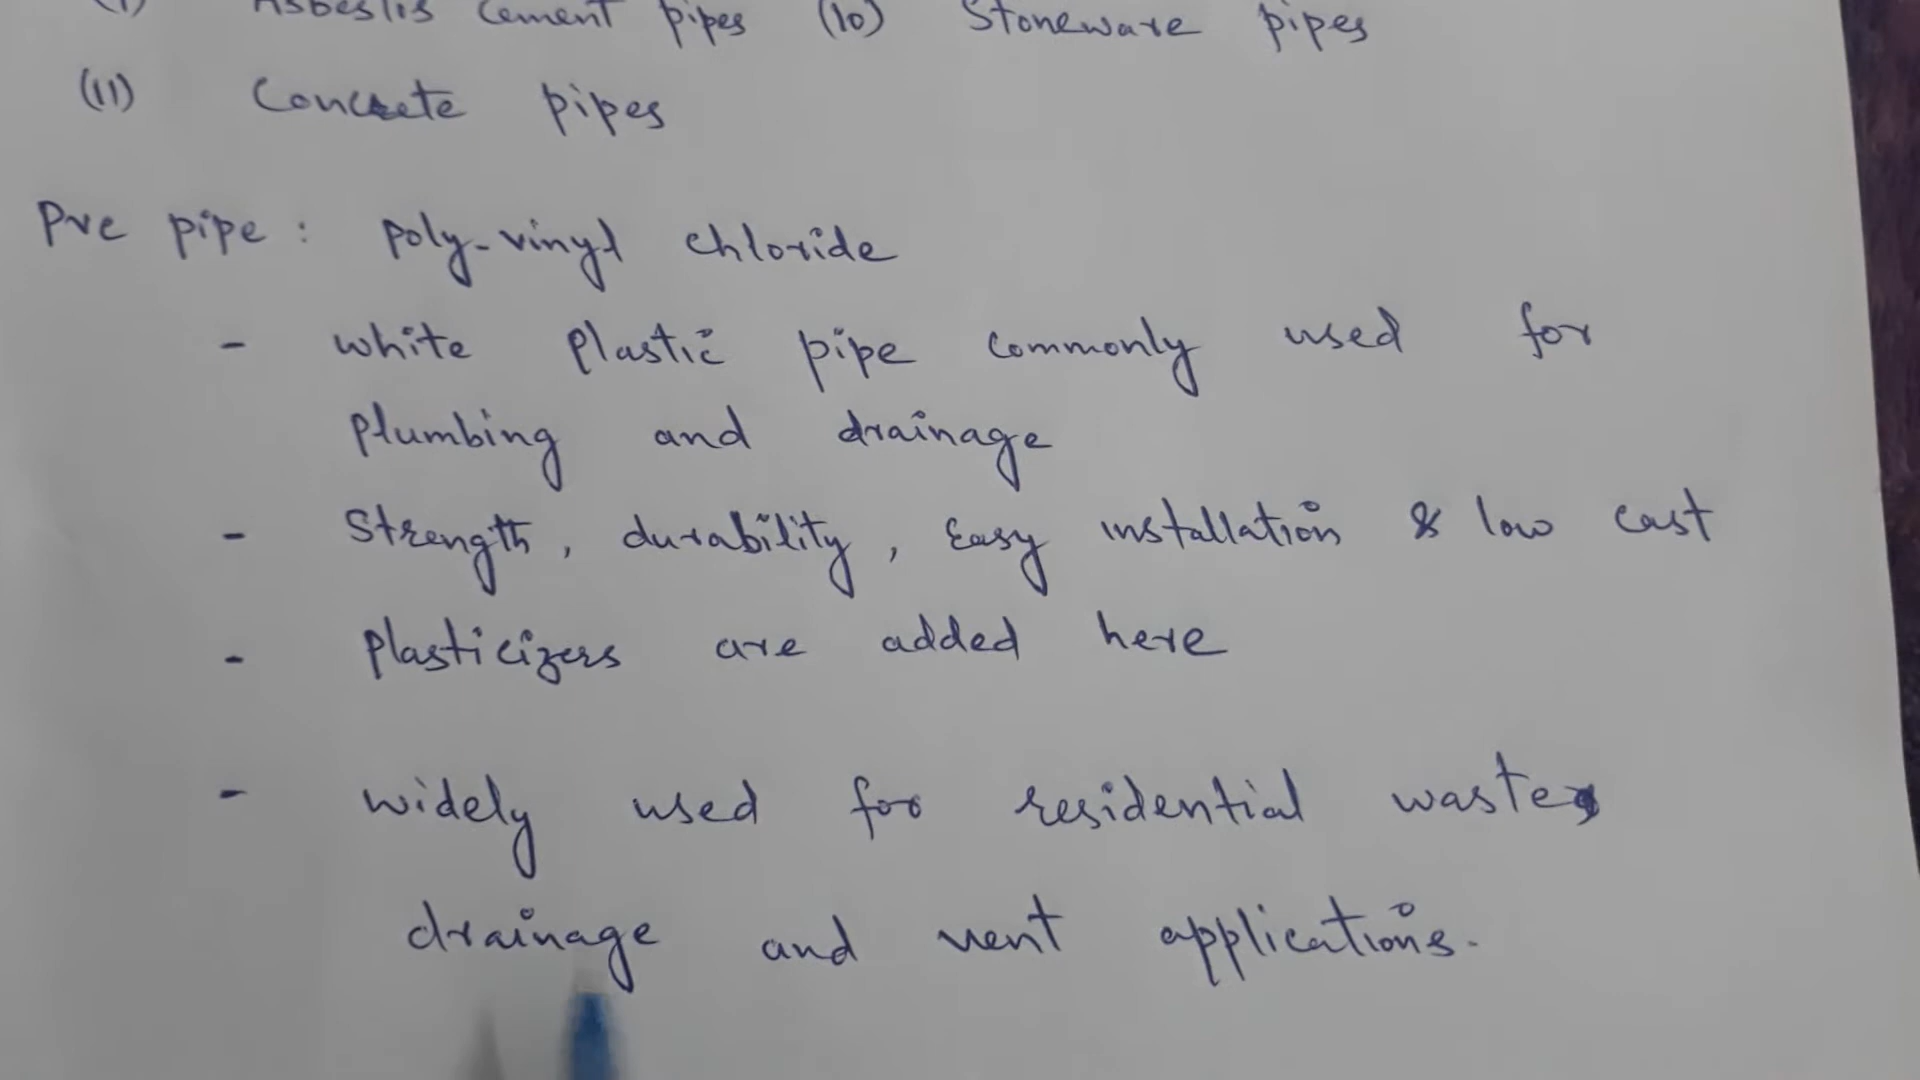 Asbestis Cement pipes (10) Stoneware pipes
(11) Concrete pipes
Pvc pipe : poly-vinyl chloride
- white plastic pipe commonly used for
plumbing and drainage
- Strength, durability, Easy installation & low cost
- plasticizers are added here
- widely used for residential waste
drainage and vent applications.